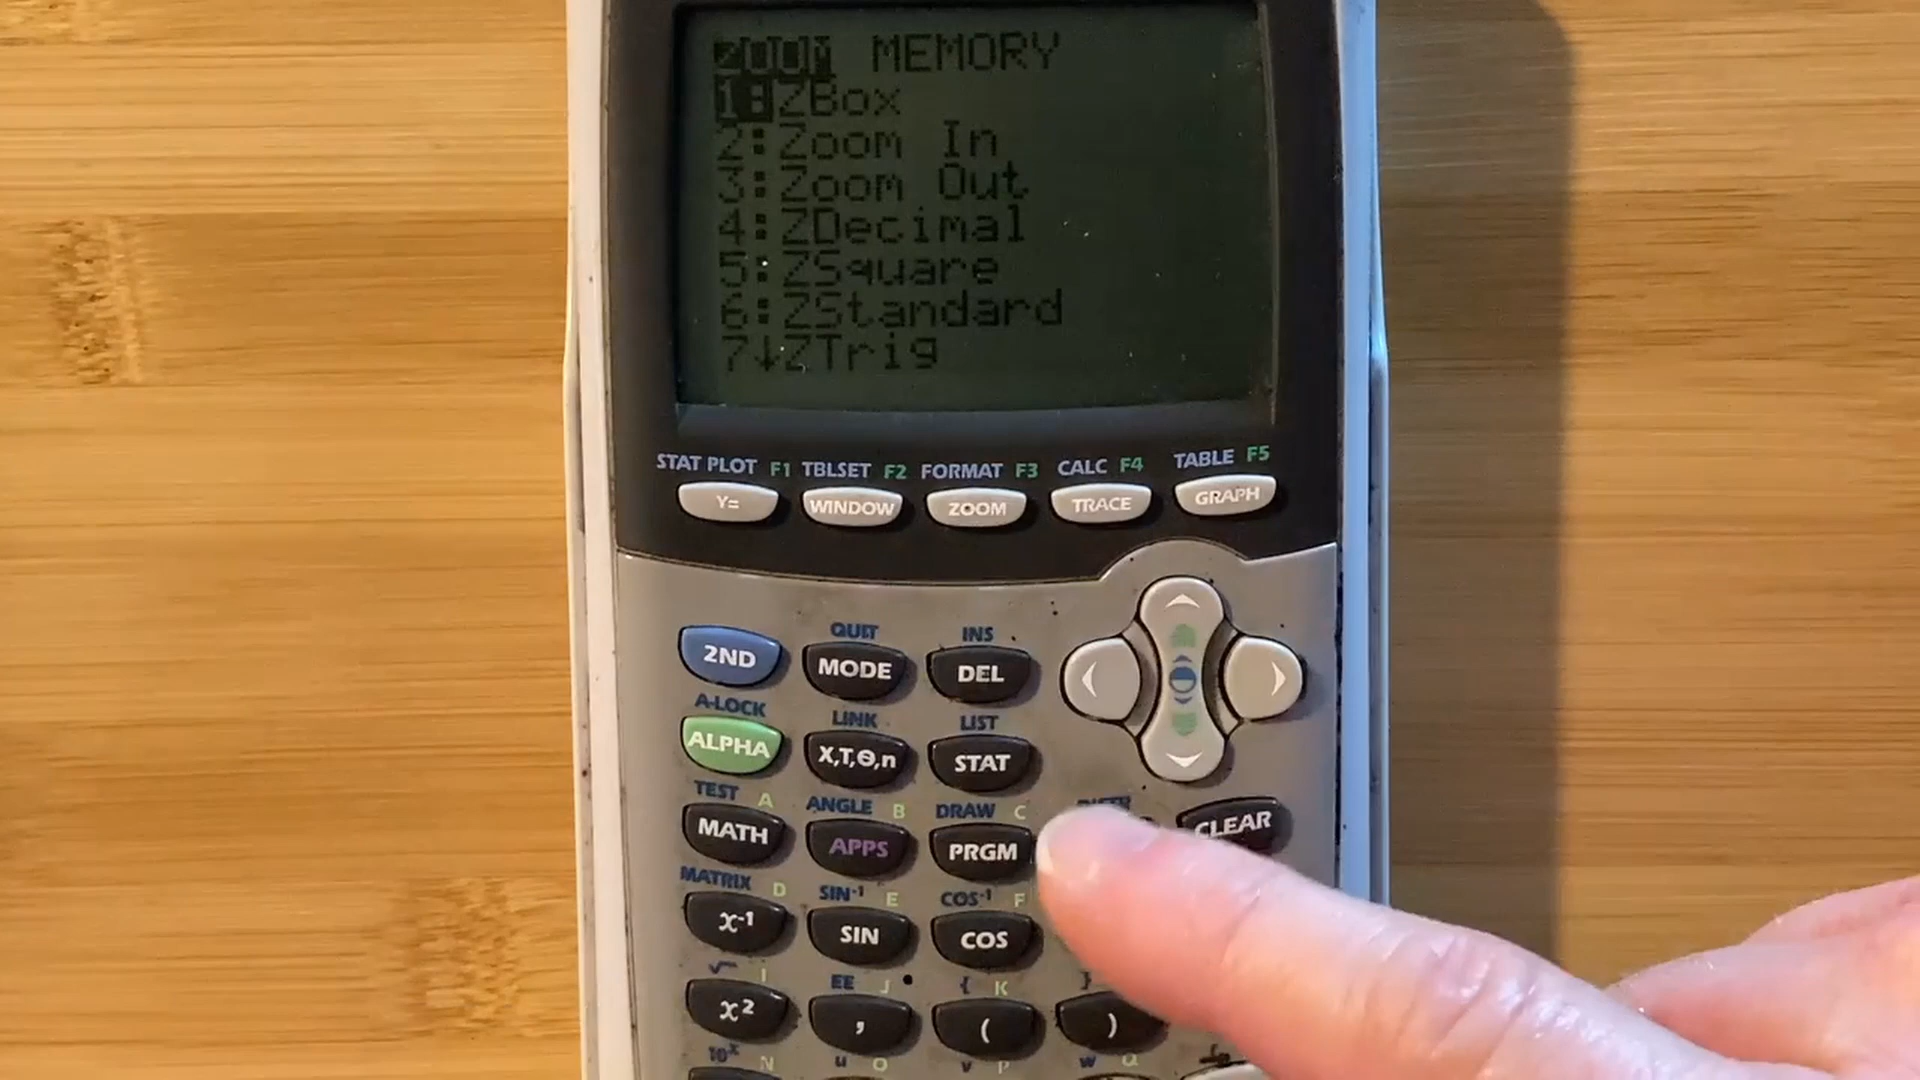 ZOOM MEMORY
1:ZBox
2:Zoom In
3:Zoom Out
4:ZDecimal
5:ZSquare
6:ZStandard
7↓ZTrig
STAT PLOT F1 TBLSET F2 FORMAT F3 CALC F4 TABLE F5
Y= WINDOW ZOOM TRACE GRAPH
QUIT INS
2ND MODE DEL
A-LOCK LINK LIST
ALPHA X,T,Θ,n STAT
TEST A ANGLE B DRAW C
MATH APPS PRGM CLEAR
MATRIX D SIN-1 E COS-1 F
x-1 SIN COS
√ I EE J { K }
x2 , ( )
10x N u O v P w Q